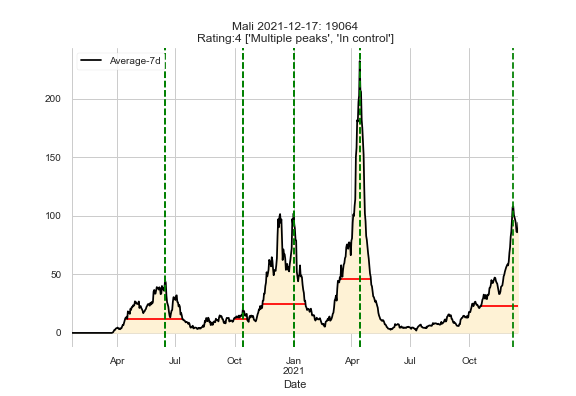 Mali 2021-12-17: 19064
Rating:4 ['Multiple peaks', 'In control']
Average-7d
200
150
100
50
0
Apr Jul Oct Jan Apr Jul Oct
2021
Date